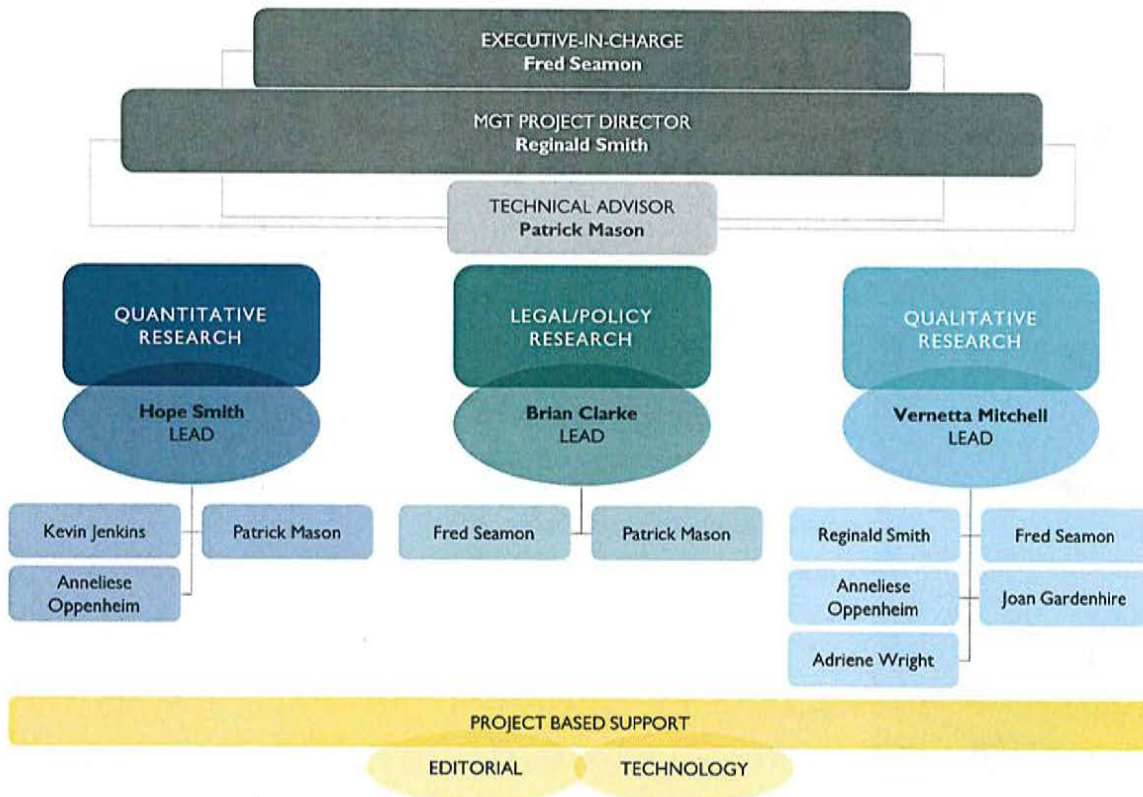 EXECUTIVE-IN-CHARGE
Fred Seamon
MGT PROJECT DIRECTOR
Reginald Smith
TECHNICAL ADVISOR
Patrick Mason
QUANTITATIVE
RESEARCH
Hope Smith
LEAD
Kevin Jenkins
Patrick Mason
Anneliese
Oppenheim
LEGAL/POLICY
RESEARCH
Brian Clarke
LEAD
Fred Seamon
Patrick Mason
QUALITATIVE
RESEARCH
Vernetta Mitchell
LEAD
Reginald Smith
Fred Seamon
Anneliese
Oppenheim
Joan Gardenhire
Adriene Wright
PROJECT BASED SUPPORT
EDITORIAL
TECHNOLOGY